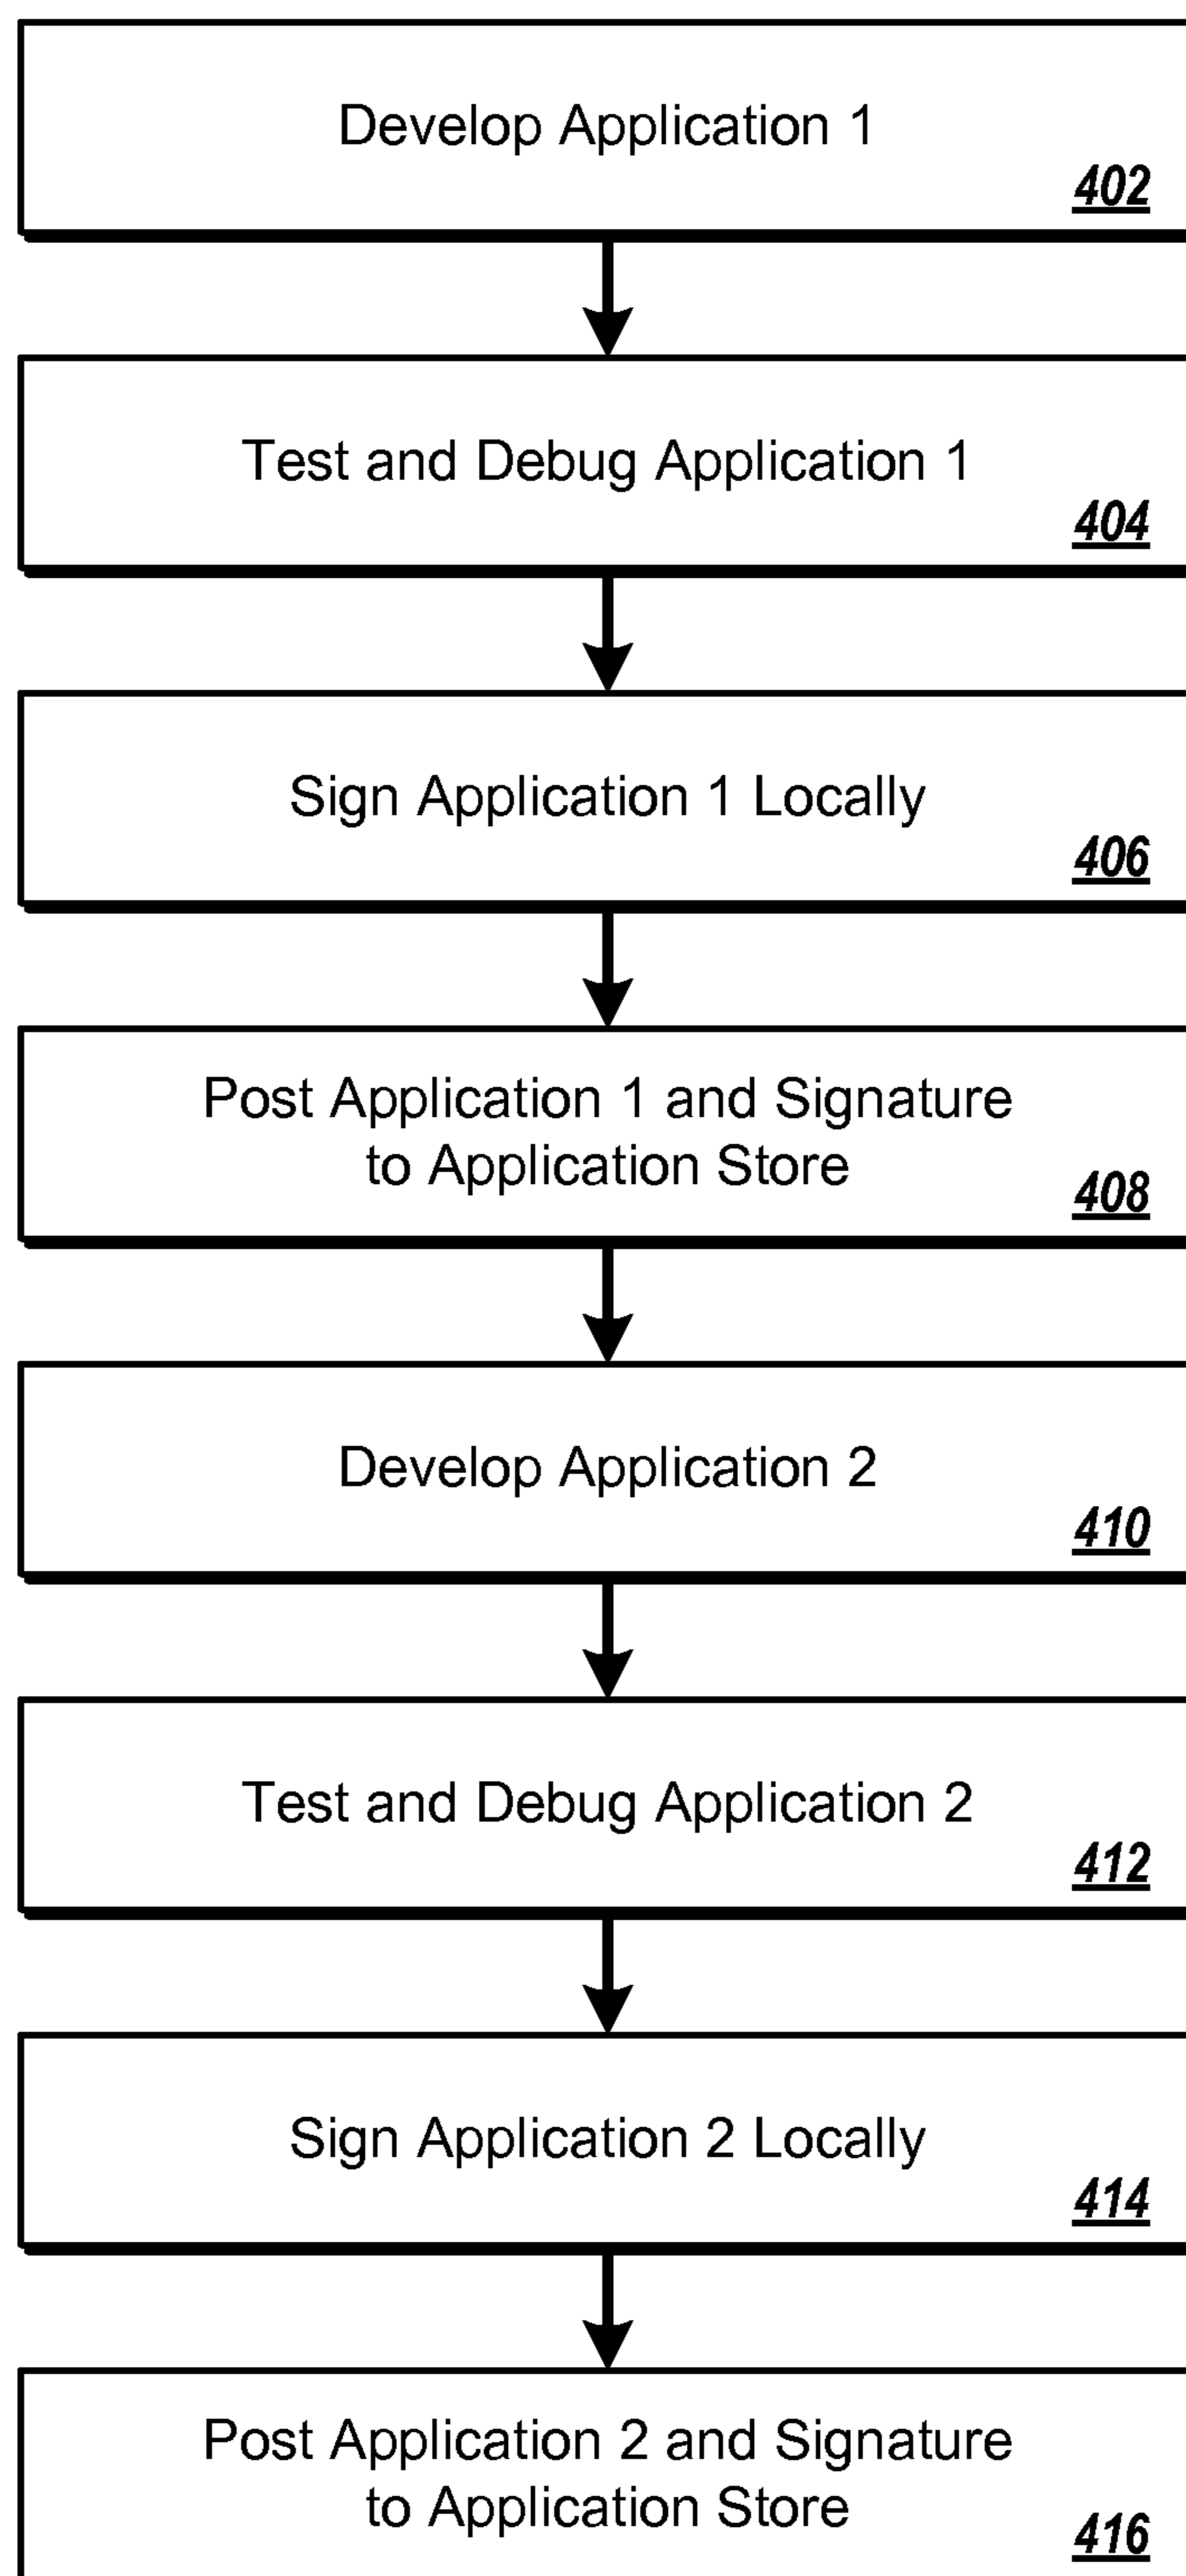 Develop Application 1
402
Test and Debug Application 1
404
Sign Application 1 Locally
406
Post Application 1 and Signature
to Application Store
408
Develop Application 2
410
Test and Debug Application 2
412
Sign Application 2 Locally
414
Post Application 2 and Signature
to Application Store
416